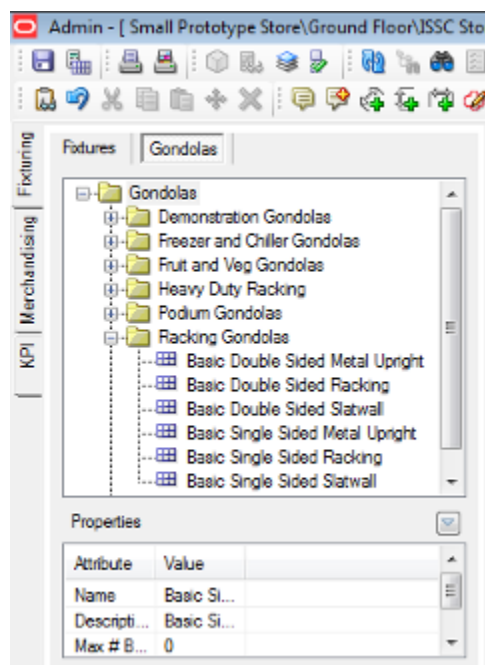 Admin - [ Small Prototype Store\Ground Floor\JSSC Sto
Fixtures Gondolas
Fixturing
Merchandising
KPI
Gondolas
Demonstration Gondolas
Freezer and Chiller Gondolas
Fruit and Veg Gondolas
Heavy Duty Racking
Podium Gondolas
Racking Gondolas
Basic Double Sided Metal Upright
Basic Double Sided Racking
Basic Double Sided Slatwall
Basic Single Sided Metal Upright
Basic Single Sided Racking
Basic Single Sided Slatwall
Properties
Attribute Value
Name Basic Si...
Descripti... Basic Si...
Max # B... 0